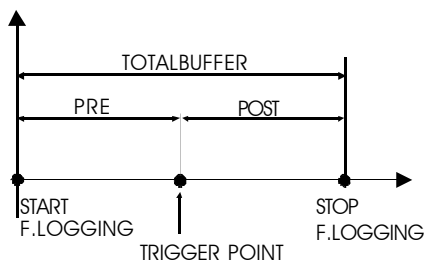 TOTALBUFFER
PRE
POST
START
F.LOGGING
STOP
F.LOGGING
TRIGGER POINT